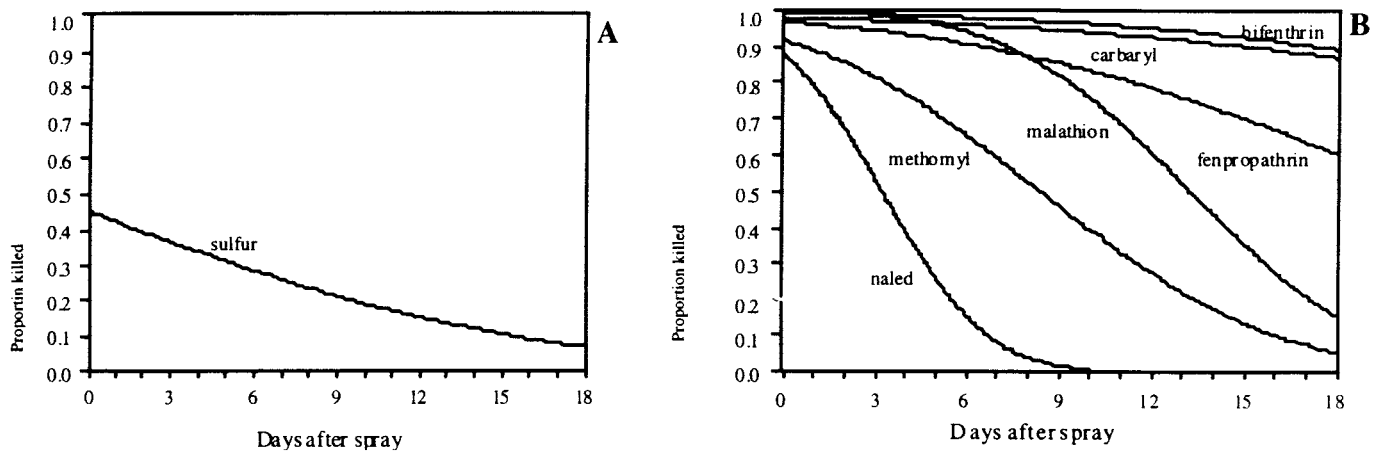 A
Proportin killed
1.0
0.9
0.8
0.7
0.6
0.5
0.4
0.3
0.2
0.1
0.0
sulfur
0 3 6 9 12 15 18
Days after spray
B
Proportion killed
1.0
0.9
0.8
0.7
0.6
0.5
0.4
0.3
0.2
0.1
0.0
bifenthrin
carbaryl
malathion
methomyl
fenpropathrin
naled
0 3 6 9 12 15 18
Days after spray